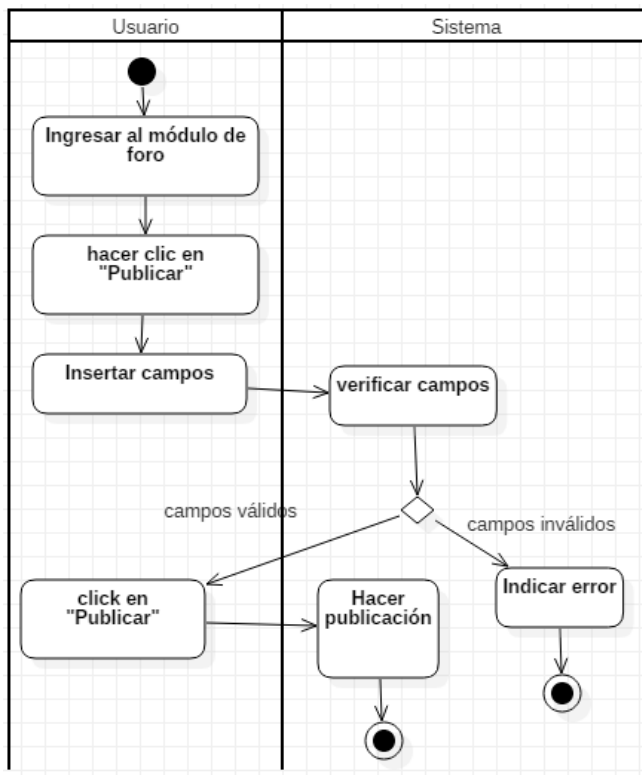 Usuario
Sistema
Ingresar al módulo de
foro
hacer clic en
"Publicar"
Insertar campos
verificar campos
campos válidos
campos inválidos
click en
"Publicar"
Hacer
publicación
Indicar error